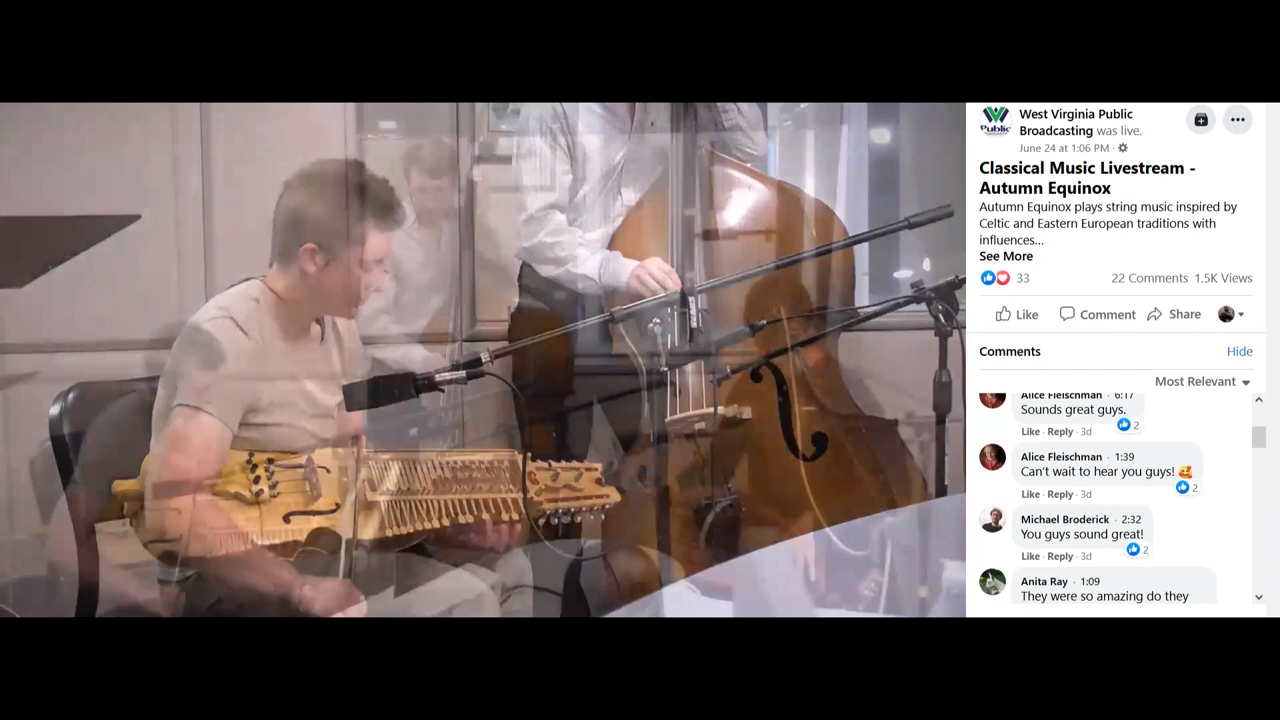 West Virginia Public
Broadcasting was live.
June 24 at 1:06 PM ·
Public
Classical Music Livestream -
Autumn Equinox
Autumn Equinox plays string music inspired by
Celtic and Eastern European traditions with
influences...
See More
33
22 Comments 1.5K Views
Like Comment Share
Comments
Hide
Most Relevant
Alice Fleischman · 6:17
Sounds great guys.
2
Like · Reply · 3d
Alice Fleischman · 1:39
Can't wait to hear you guys! 🥰
2
Like · Reply · 3d
Michael Broderick · 2:32
You guys sound great!
2
Like · Reply · 3d
Anita Ray · 1:09
They were so amazing do they